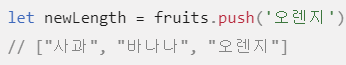 let newLength = fruits.push('오렌지')
// ["사과", "바나나", "오렌지"]